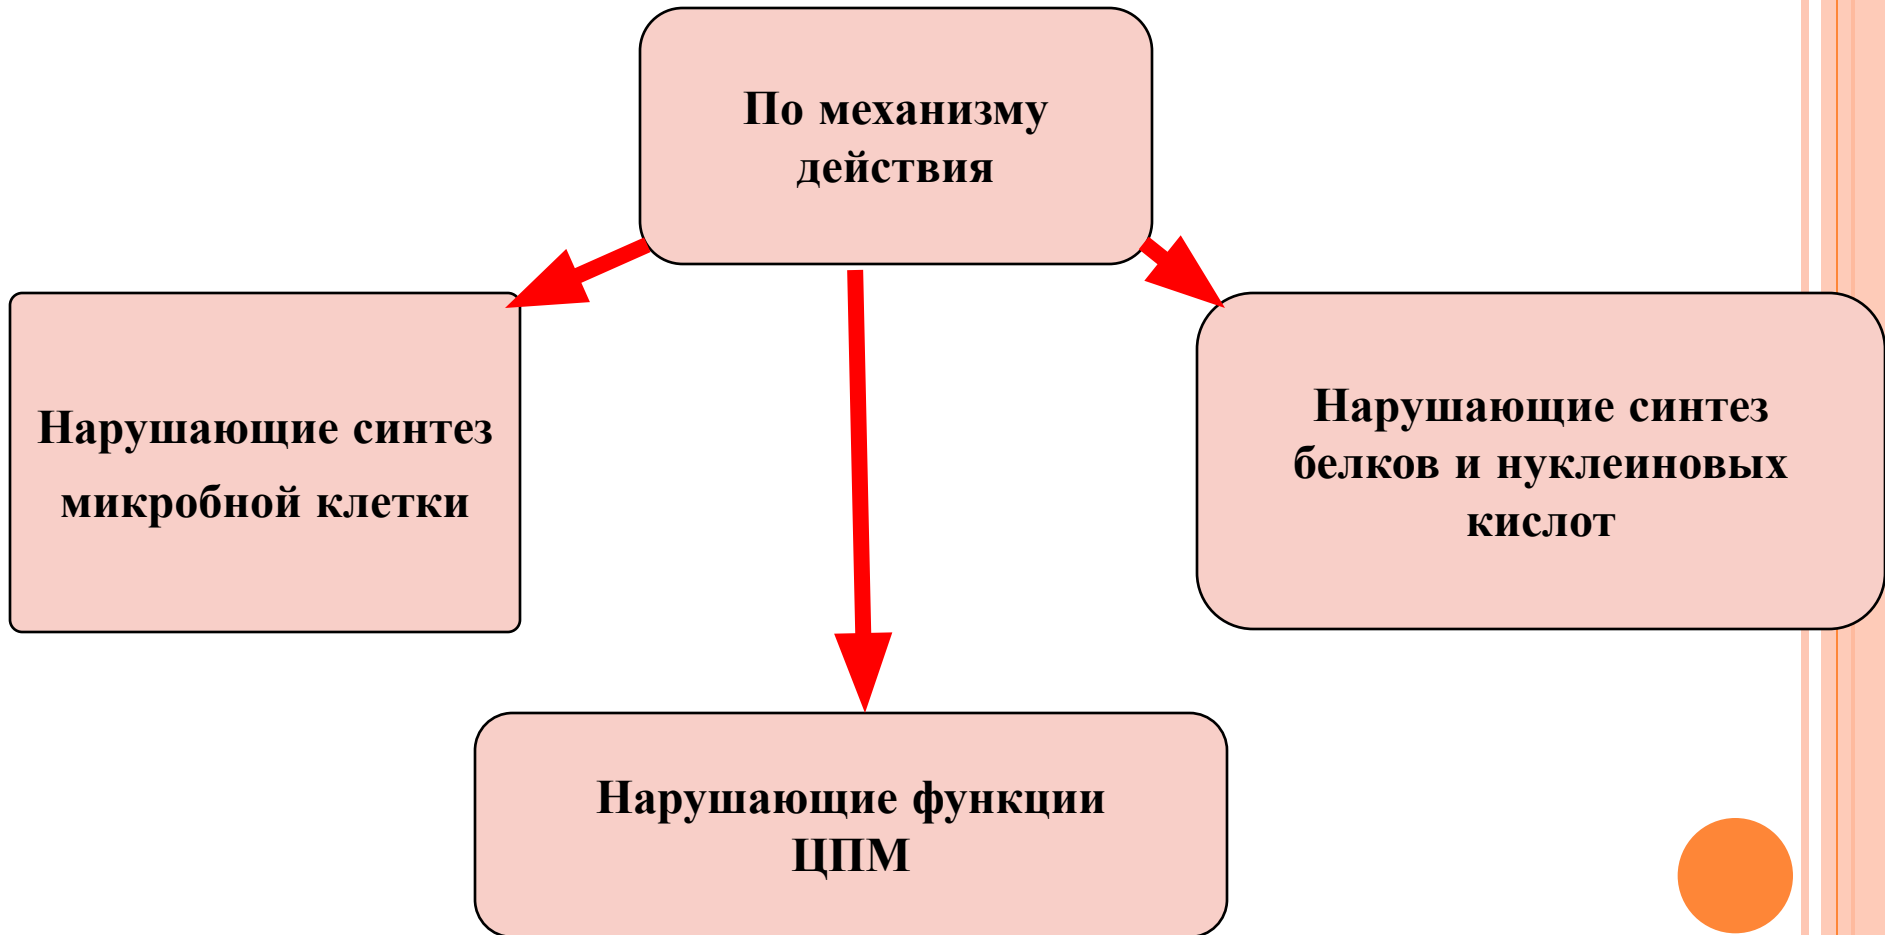 По механизму
действия
Нарушающие синтез
микробной клетки
Нарушающие синтез
белков и нуклеиновых
кислот
Нарушающие функции
ЦПМ